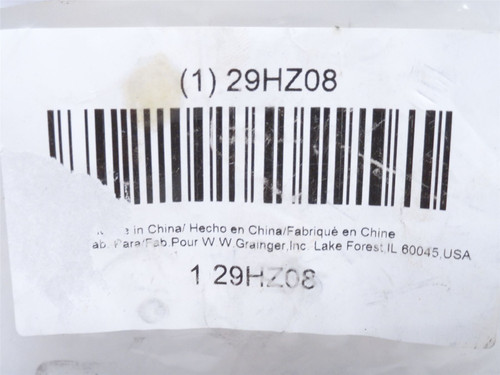 (1) 29HZ08
in China/ Hecho en China/Fabriqué en Chine
Para/Fab.Pour W.W.Grainger,Inc. Lake Forest,IL 60045,USA
1 29HZ08